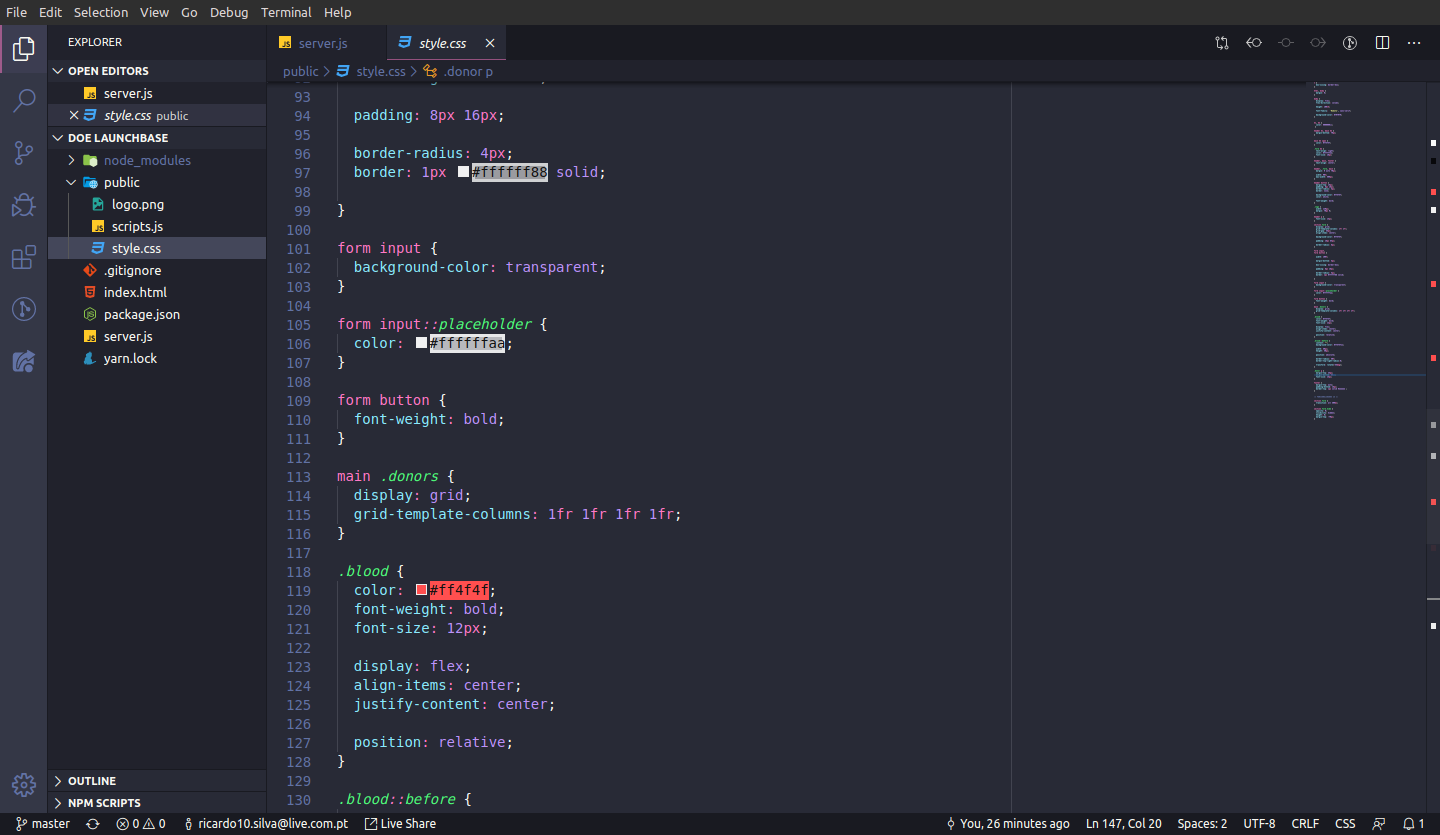 File Edit Selection View Go Debug Terminal Help
EXPLORER
OPEN EDITORS
server.js
style.css public
DOE LAUNCHBASE
node_modules
public
logo.png
scripts.js
style.css
.gitignore
index.html
package.json
server.js
yarn.lock
OUTLINE
NPM SCRIPTS
server.js style.css
public > style.css > .donor p
93
94 padding: 8px 16px;
95
96 border-radius: 4px;
97 border: 1px #ffffff88 solid;
98
99 }
100
101 form input {
102 background-color: transparent;
103 }
104
105 form input::placeholder {
106 color: #ffffffaa;
107 }
108
109 form button {
110 font-weight: bold;
111 }
112
113 main .donors {
114 display: grid;
115 grid-template-columns: 1fr 1fr 1fr 1fr;
116 }
117
118 .blood {
119 color: #ff4f4f;
120 font-weight: bold;
121 font-size: 12px;
122
123 display: flex;
124 align-items: center;
125 justify-content: center;
126
127 position: relative;
128 }
129
130 .blood::before {
master 0 0 ricardo10.silva@live.com.pt Live Share You, 26 minutes ago Ln 147, Col 20 Spaces: 2 UTF-8 CRLF CSS 1